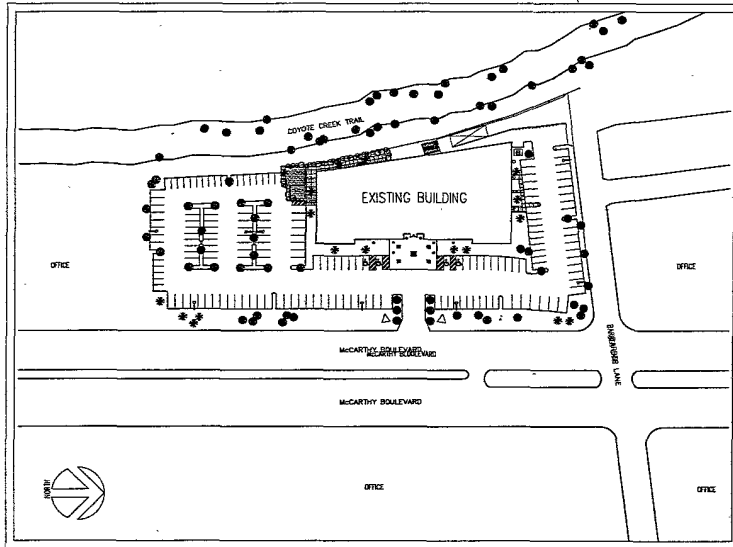 COYOTE CREEK TRAIL
EXISTING BUILDING
OFFICE
OFFICE
McCARTHY BOULEVARD
McCARTHY BOULEVARD
LANE
McCARTHY BOULEVARD
NORTH
OFFICE
OFFICE